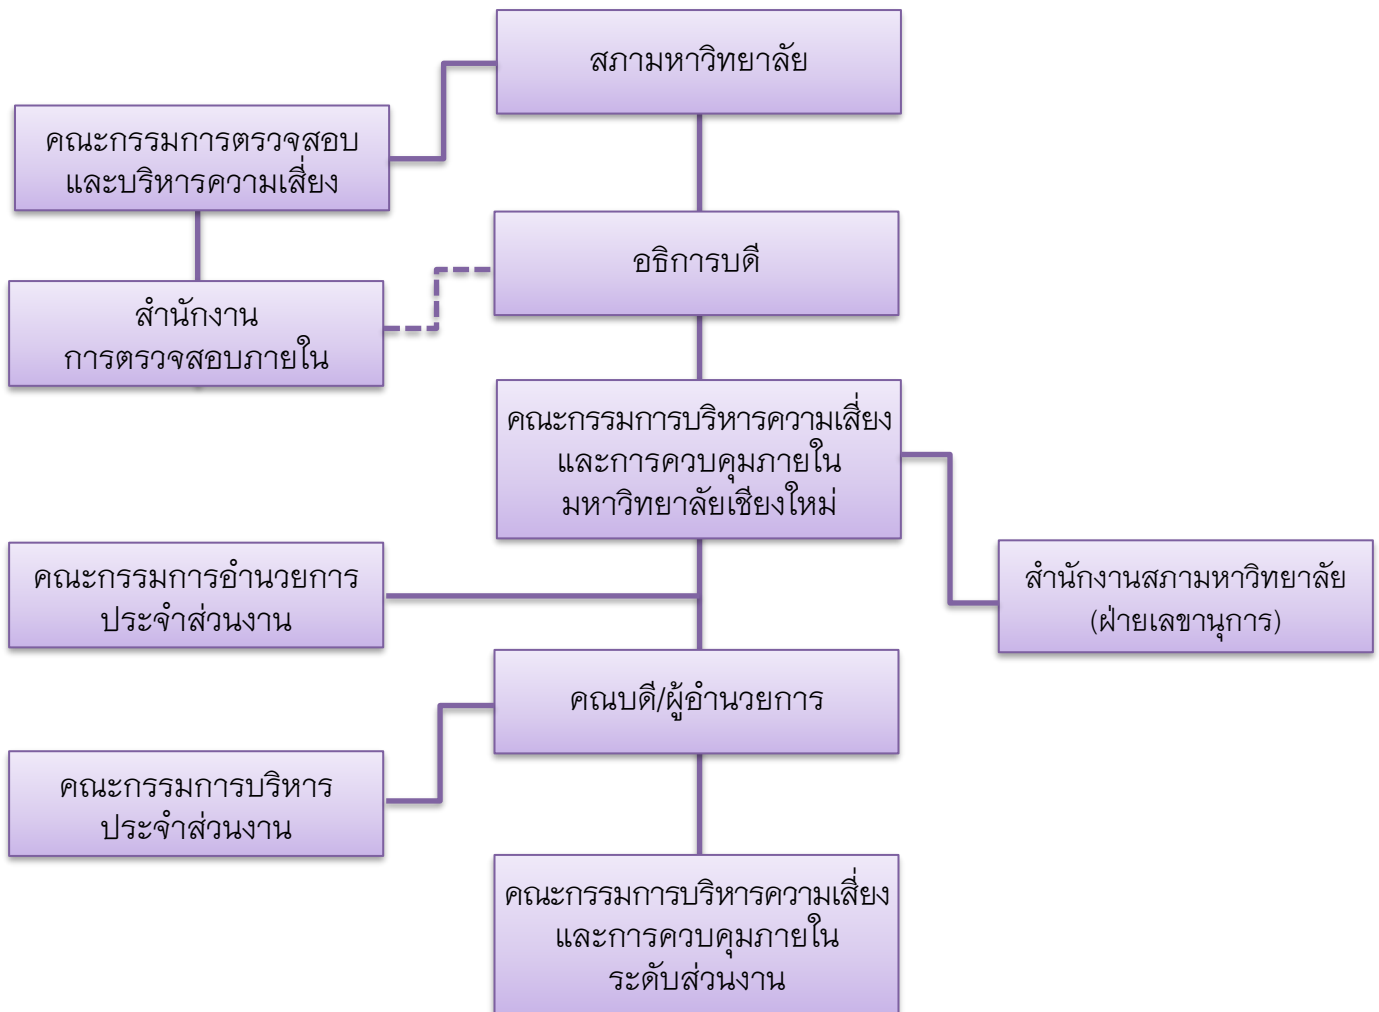 สภามหาวิทยาลัย
คณะกรรมการตรวจสอบ
และบริหารความเสี่ยง
อธิการบดี
สำนักงาน
การตรวจสอบภายใน
คณะกรรมการบริหารความเสี่ยง
และการควบคุมภายใน
มหาวิทยาลัยเชียงใหม่
คณะกรรมการอำนวยการ
ประจำส่วนงาน
สำนักงานสภามหาวิทยาลัย
(ฝ่ายเลขานุการ)
คณบดี/ผู้อำนวยการ
คณะกรรมการบริหาร
ประจำส่วนงาน
คณะกรรมการบริหารความเสี่ยง
และการควบคุมภายใน
ระดับส่วนงาน